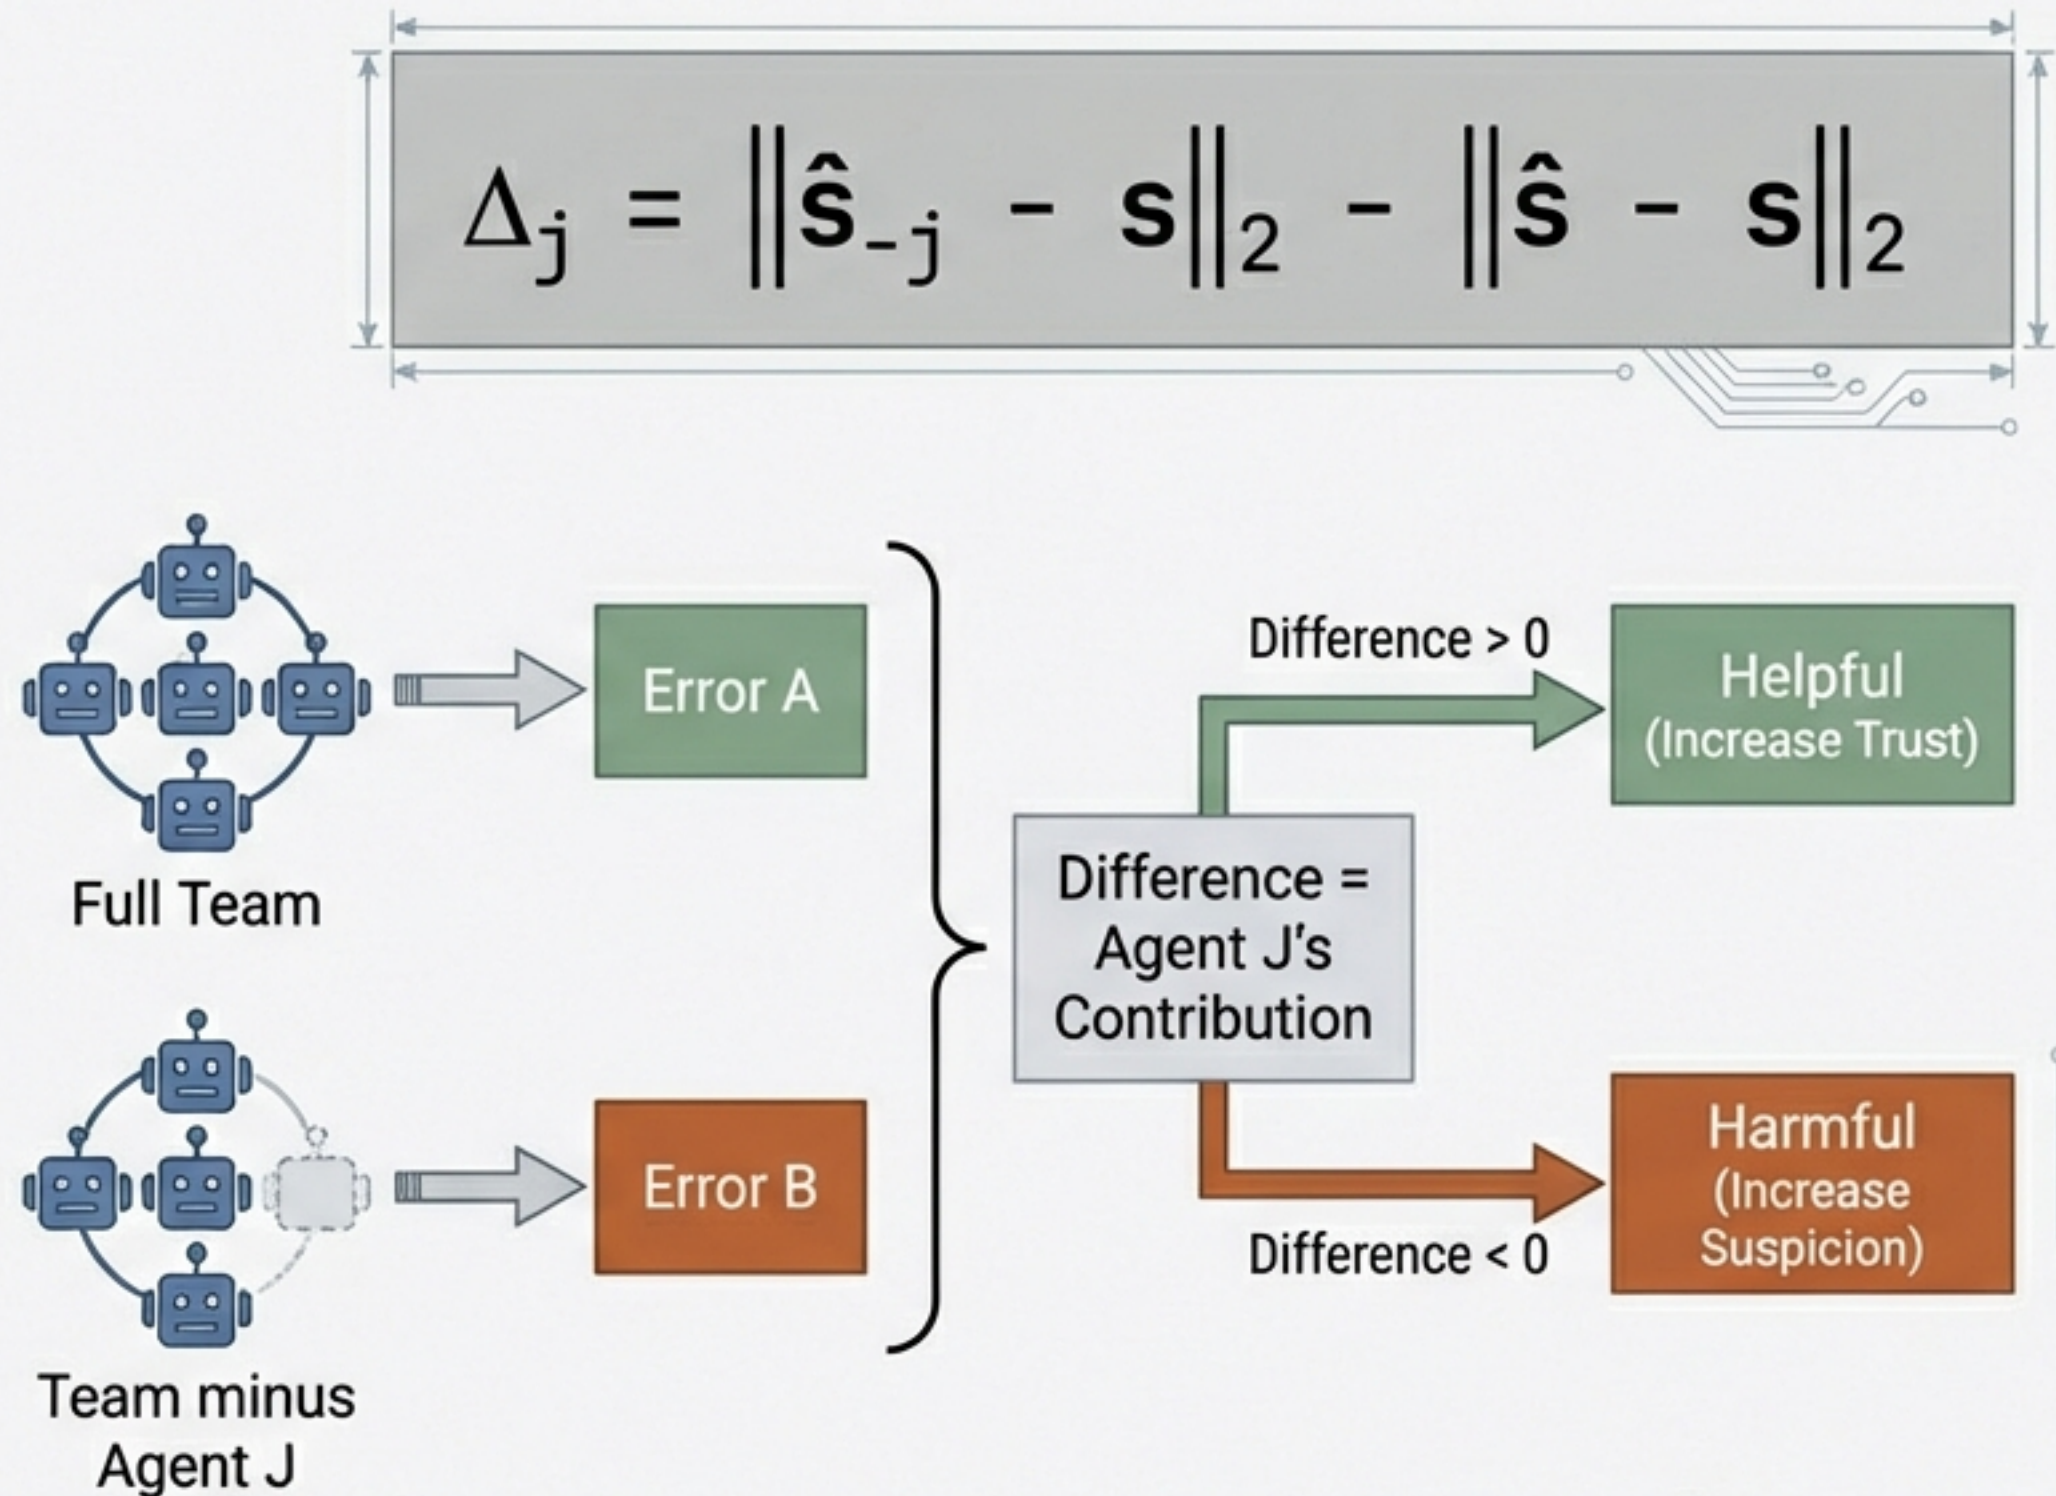 Δj = ||ŝ-j - s||2 - ||ŝ - s||2
Full Team
Error A
Team minus
Agent J
Error B
Difference =
Agent J's
Contribution
Difference > 0
Helpful
(Increase Trust)
Difference < 0
Harmful
(Increase
Suspicion)